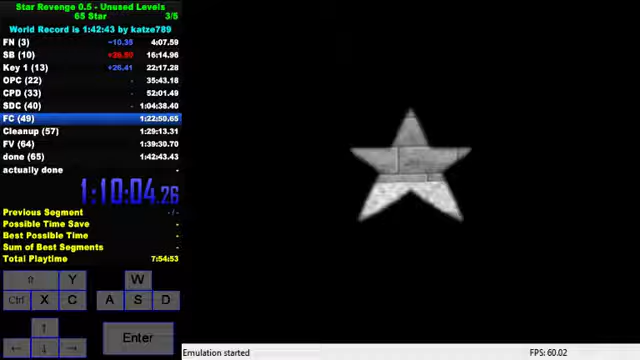 Star Revenge 0.5 - Unused Levels
65 Star 3/5
World Record is 1:42:43 by katze789
FN (3) −10.35 4:07.59
SB (10) +26.50 16:14.96
Key 1 (13) +26.41 22:17.28
OPC (22) - 35:43.18
CPD (33) - 52:01.49
SDC (40) - 1:04:38.40
FC (49) 1:22:50.65
Cleanup (57) 1:29:13.31
FV (64) - 1:39:30.70
done (65) - 1:42:43.43
actually done -
1:10:04.26
Previous Segment - / -
Possible Time Save -
Best Possible Time -
Sum of Best Segments -
Total Playtime 7:54:53
Y W
Ctrl X C A S D
↑ Enter
← ↓ →
Emulation started FPS: 60.02